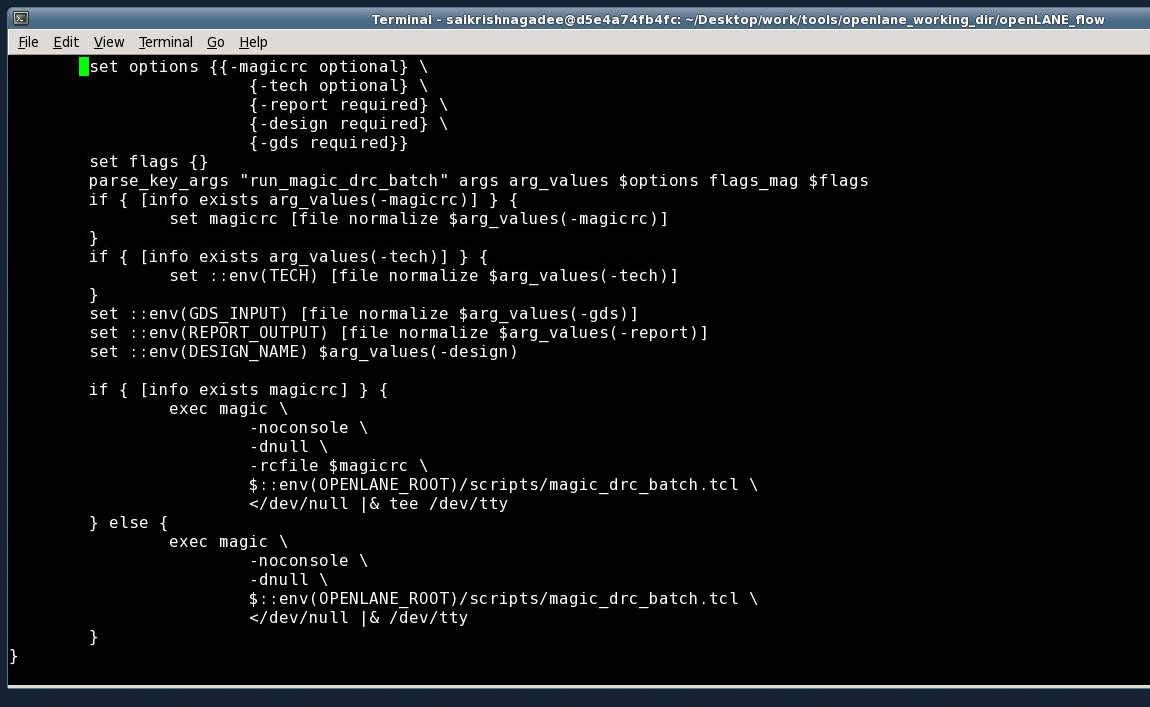 Terminal - saikrishnagadee@d5e4a74fb4fc: ~/Desktop/work/tools/openlane_working_dir/openLANE_flow
File Edit View Terminal Go Help
set options {{-magicrc optional} \
{-tech optional} \
{-report required} \
{-design required} \
{-gds required}}
set flags {}
parse_key_args "run_magic_drc_batch" args arg_values $options flags_mag $flags
if { [info exists arg_values(-magicrc)] } {
set magicrc [file normalize $arg_values(-magicrc)]
}
if { [info exists arg_values(-tech)] } {
set ::env(TECH) [file normalize $arg_values(-tech)]
}
set ::env(GDS_INPUT) [file normalize $arg_values(-gds)]
set ::env(REPORT_OUTPUT) [file normalize $arg_values(-report)]
set ::env(DESIGN_NAME) $arg_values(-design)
if { [info exists magicrc] } {
exec magic \
-noconsole \
-dnull \
-rcfile $magicrc \
$::env(OPENLANE_ROOT)/scripts/magic_drc_batch.tcl \
</dev/null |& tee /dev/tty
} else {
exec magic \
-noconsole \
-dnull \
$::env(OPENLANE_ROOT)/scripts/magic_drc_batch.tcl \
</dev/null |& /dev/tty
}
}